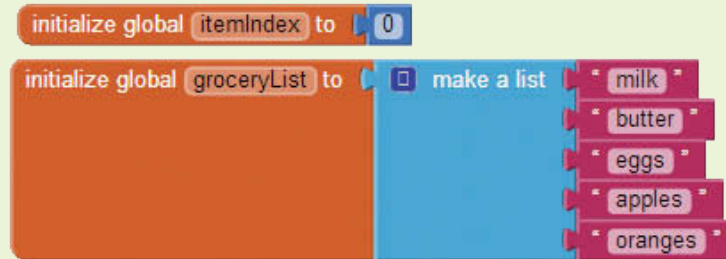 initialize global itemIndex to 0
initialize global groceryList to make a list " milk "
" butter "
" eggs "
" apples "
" oranges "